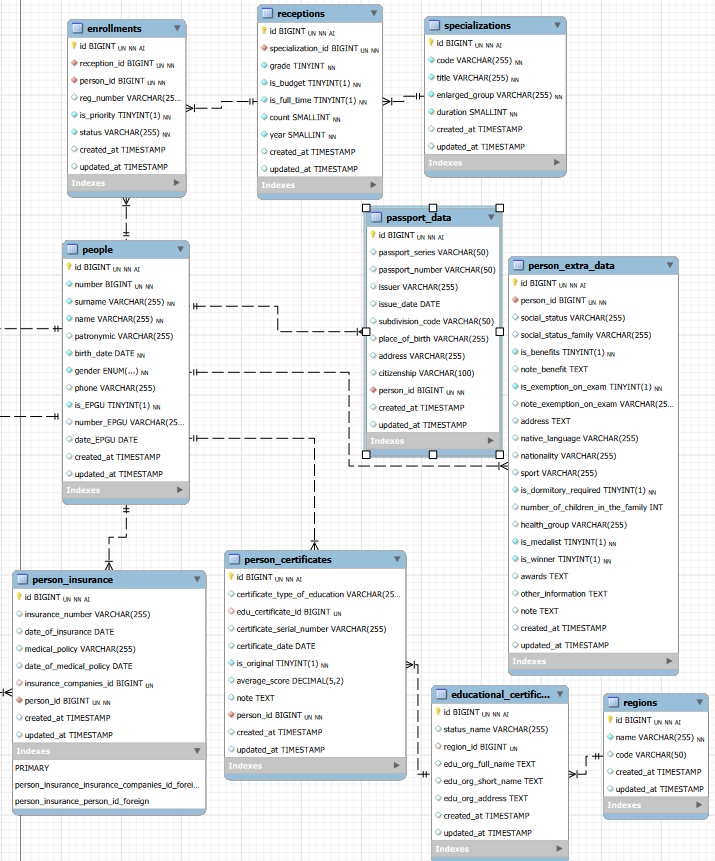 enrollments
id BIGINT UN NN AI
reception_id BIGINT UN NN
person_id BIGINT UN NN
reg_number VARCHAR(25...
is_priority TINYINT(1) NN
status VARCHAR(255) NN
created_at TIMESTAMP
updated_at TIMESTAMP
Indexes
receptions
id BIGINT UN NN AI
specialization_id BIGINT UN NN
grade TINYINT NN
is_budget TINYINT(1) NN
is_full_time TINYINT(1) NN
count SMALLINT NN
year SMALLINT NN
created_at TIMESTAMP
updated_at TIMESTAMP
Indexes
specializations
id BIGINT UN NN AI
code VARCHAR(255) NN
title VARCHAR(255) NN
enlarged_group VARCHAR(255) NN
duration SMALLINT NN
created_at TIMESTAMP
updated_at TIMESTAMP
Indexes
people
id BIGINT UN NN AI
number BIGINT UN NN
surname VARCHAR(255) NN
name VARCHAR(255) NN
patronymic VARCHAR(255)
birth_date DATE NN
gender ENUM(...) NN
phone VARCHAR(255)
is_EPGU TINYINT(1) NN
number_EPGU VARCHAR(25...
date_EPGU DATE
created_at TIMESTAMP
updated_at TIMESTAMP
Indexes
passport_data
id BIGINT UN NN AI
passport_series VARCHAR(50)
passport_number VARCHAR(50)
issuer VARCHAR(255)
issue_date DATE
subdivision_code VARCHAR(50)
place_of_birth VARCHAR(255)
address VARCHAR(255)
citizenship VARCHAR(100)
person_id BIGINT UN NN
created_at TIMESTAMP
updated_at TIMESTAMP
Indexes
person_extra_data
id BIGINT UN NN AI
person_id BIGINT UN NN
social_status VARCHAR(255)
social_status_family VARCHAR(255)
is_benefits TINYINT(1) NN
note_benefit TEXT
is_exemption_on_exam TINYINT(1) NN
note_exemption_on_exam VARCHAR(25...
address TEXT
native_language VARCHAR(255)
nationality VARCHAR(255)
sport VARCHAR(255)
is_dormitory_required TINYINT(1) NN
number_of_children_in_the_family INT
health_group VARCHAR(255)
is_medalist TINYINT(1) NN
is_winner TINYINT(1) NN
awards TEXT
other_information TEXT
note TEXT
created_at TIMESTAMP
updated_at TIMESTAMP
Indexes
person_insurance
id BIGINT UN NN AI
insurance_number VARCHAR(255)
date_of_insurance DATE
medical_policy VARCHAR(255)
date_of_medical_policy DATE
insurance_companies_id BIGINT UN
person_id BIGINT UN NN
created_at TIMESTAMP
updated_at TIMESTAMP
Indexes
PRIMARY
person_insurance_insurance_companies_id_forei...
person_insurance_person_id_foreign
person_certificates
id BIGINT UN NN AI
certificate_type_of_education VARCHAR(25...
edu_certificate_id BIGINT UN
certificate_serial_number VARCHAR(255)
certificate_date DATE
is_original TINYINT(1) NN
average_score DECIMAL(5,2)
note TEXT
person_id BIGINT UN NN
created_at TIMESTAMP
updated_at TIMESTAMP
Indexes
educational_certific...
id BIGINT UN NN AI
status_name VARCHAR(255)
region_id BIGINT UN
edu_org_full_name TEXT
edu_org_short_name TEXT
edu_org_address TEXT
created_at TIMESTAMP
updated_at TIMESTAMP
Indexes
regions
id BIGINT UN NN AI
name VARCHAR(255) NN
code VARCHAR(50)
created_at TIMESTAMP
updated_at TIMESTAMP
Indexes